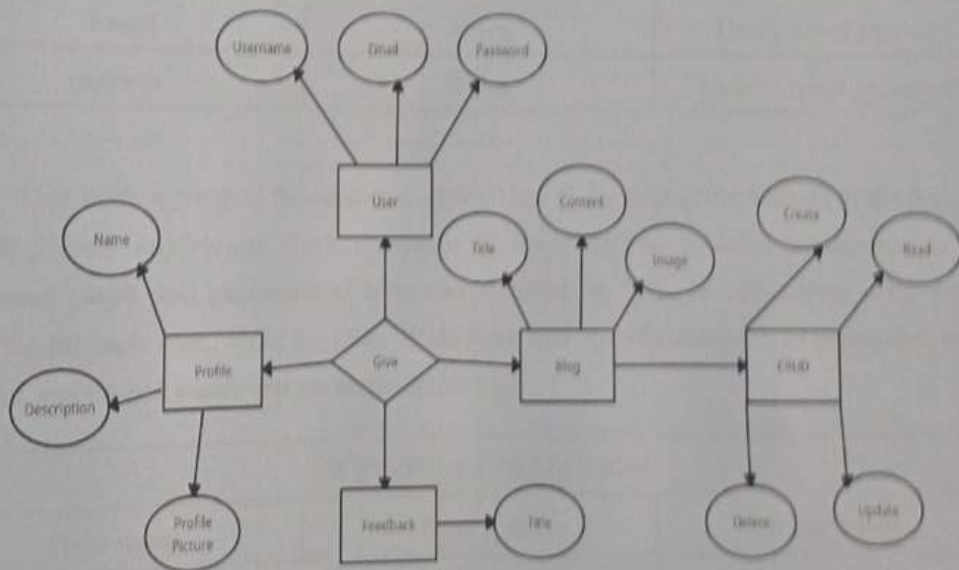 Username
Email
Password
User
Name
Title
Content
Image
Create
Read
Profile
Give
Blog
CRUD
Description
Profile
Picture
Feedback
Title
Delete
Update